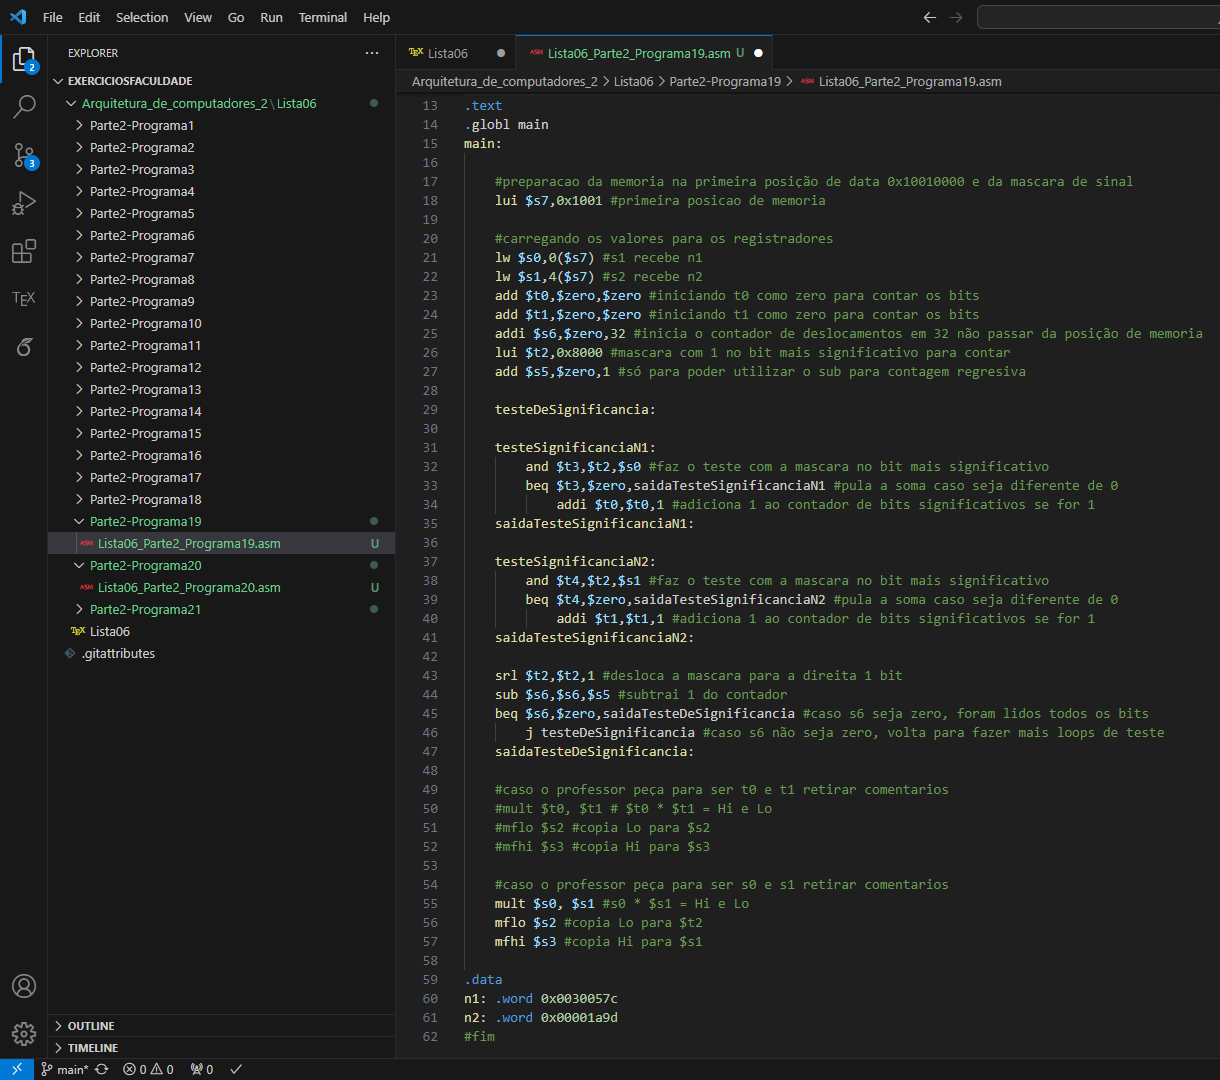 File Edit Selection View Go Run Terminal Help
EXPLORER
EXERCICIOSFACULDADE
Arquitetura_de_computadores_2\Lista06
Parte2-Programa1
Parte2-Programa2
Parte2-Programa3
Parte2-Programa4
Parte2-Programa5
Parte2-Programa6
Parte2-Programa7
Parte2-Programa8
Parte2-Programa9
Parte2-Programa10
Parte2-Programa11
Parte2-Programa12
Parte2-Programa13
Parte2-Programa14
Parte2-Programa15
Parte2-Programa16
Parte2-Programa17
Parte2-Programa18
Parte2-Programa19
ASM Lista06_Parte2_Programa19.asm U
Parte2-Programa20
ASM Lista06_Parte2_Programa20.asm U
Parte2-Programa21
TEX Lista06
.gitattributes
OUTLINE
TIMELINE
2
3
TEX
TEX Lista06
ASM Lista06_Parte2_Programa19.asm U
Arquitetura_de_computadores_2 > Lista06 > Parte2-Programa19 > ASM Lista06_Parte2_Programa19.asm
13 .text
14 .globl main
15 main:
16
17 #preparacao da memoria na primeira posição de data 0x10010000 e da mascara de sinal
18 lui $s7,0x1001 #primeira posicao de memoria
19
20 #carregando os valores para os registradores
21 lw $s0,0($s7) #s1 recebe n1
22 lw $s1,4($s7) #s2 recebe n2
23 add $t0,$zero,$zero #iniciando t0 como zero para contar os bits
24 add $t1,$zero,$zero #iniciando t1 como zero para contar os bits
25 addi $s6,$zero,32 #inicia o contador de deslocamentos em 32 não passar da posição de memoria
26 lui $t2,0x8000 #mascara com 1 no bit mais significativo para contar
27 add $s5,$zero,1 #só para poder utilizar o sub para contagem regresiva
28
29 testeDeSignificancia:
30
31 testeSignificanciaN1:
32 and $t3,$t2,$s0 #faz o teste com a mascara no bit mais significativo
33 beq $t3,$zero,saidaTesteSignificanciaN1 #pula a soma caso seja diferente de 0
34 addi $t0,$t0,1 #adiciona 1 ao contador de bits significativos se for 1
35 saidaTesteSignificanciaN1:
36
37 testeSignificanciaN2:
38 and $t4,$t2,$s1 #faz o teste com a mascara no bit mais significativo
39 beq $t4,$zero,saidaTesteSignificanciaN2 #pula a soma caso seja diferente de 0
40 addi $t1,$t1,1 #adiciona 1 ao contador de bits significativos se for 1
41 saidaTesteSignificanciaN2:
42
43 srl $t2,$t2,1 #desloca a mascara para a direita 1 bit
44 sub $s6,$s6,$s5 #subtrai 1 do contador
45 beq $s6,$zero,saidaTesteDeSignificancia #caso s6 seja zero, foram lidos todos os bits
46 j testeDeSignificancia #caso s6 não seja zero, volta para fazer mais loops de teste
47 saidaTesteDeSignificancia:
48
49 #caso o professor peça para ser t0 e t1 retirar comentarios
50 #mult $t0, $t1 # $t0 * $t1 = Hi e Lo
51 #mflo $s2 #copia Lo para $s2
52 #mfhi $s3 #copia Hi para $s3
53
54 #caso o professor peça para ser s0 e s1 retirar comentarios
55 mult $s0, $s1 #s0 * $s1 = Hi e Lo
56 mflo $s2 #copia Lo para $t2
57 mfhi $s3 #copia Hi para $s1
58
59 .data
60 n1: .word 0x0030057c
61 n2: .word 0x00001a9d
62 #fim
main* 0 0 0